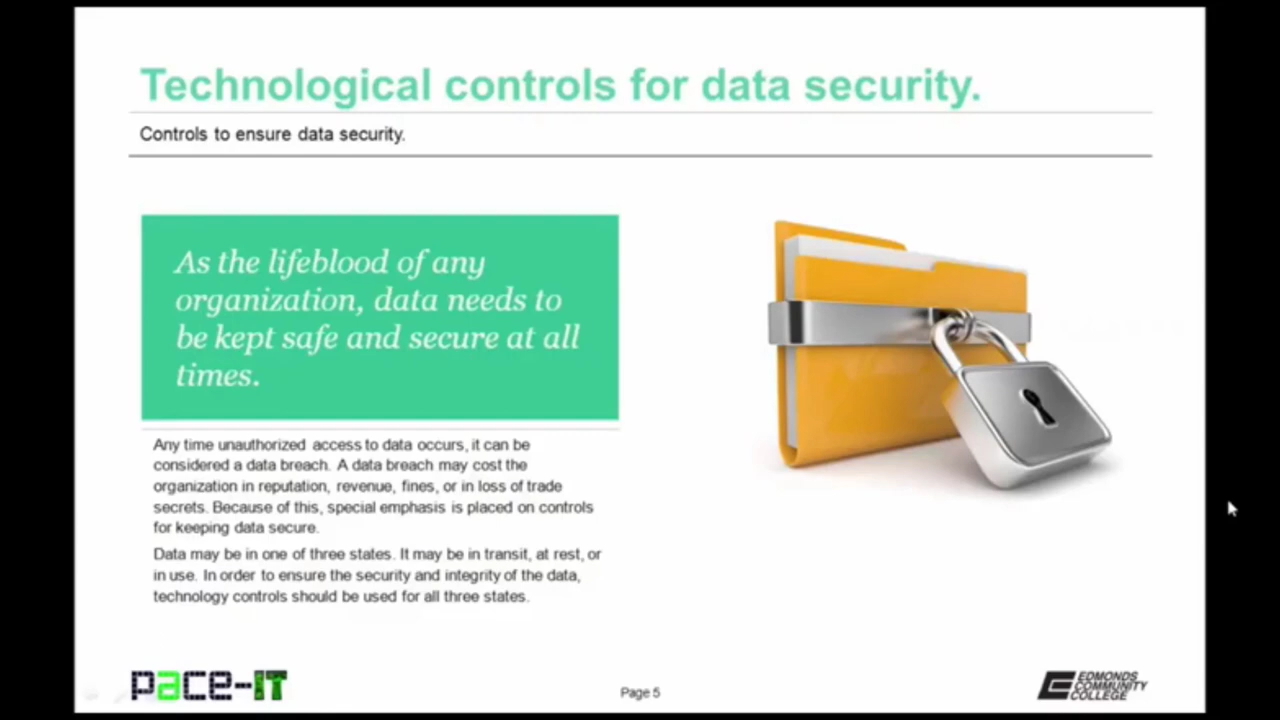 Technological controls for data security.
Controls to ensure data security.
As the lifeblood of any
organization, data needs to
be kept safe and secure at all
times.
Any time unauthorized access to data occurs, it can be
considered a data breach. A data breach may cost the
organization in reputation, revenue, fines, or in loss of trade
secrets. Because of this, special emphasis is placed on controls
for keeping data secure.
Data may be in one of three states. It may be in transit, at rest, or
in use. In order to ensure the security and integrity of the data,
technology controls should be used for all three states.
pace-IT
Page 5
EDMONDS
COMMUNITY
COLLEGE